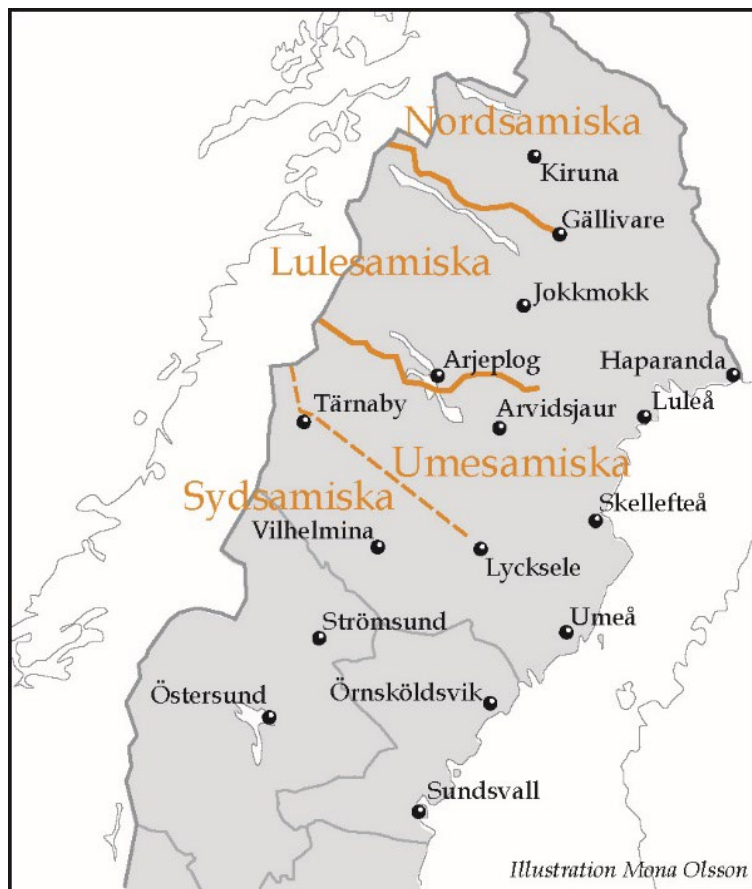 Nordsamiska
Kiruna
Gällivare
Lulesamiska
Jokkmokk
Arjeplog
Haparanda
Tärnaby
Arvidsjaur
Luleå
Umesamiska
Sydsamiska
Skellefteå
Vilhelmina
Lycksele
Strömsund
Umeå
Östersund
Örnsköldsvik
Sundsvall
Illustration Mona Olsson